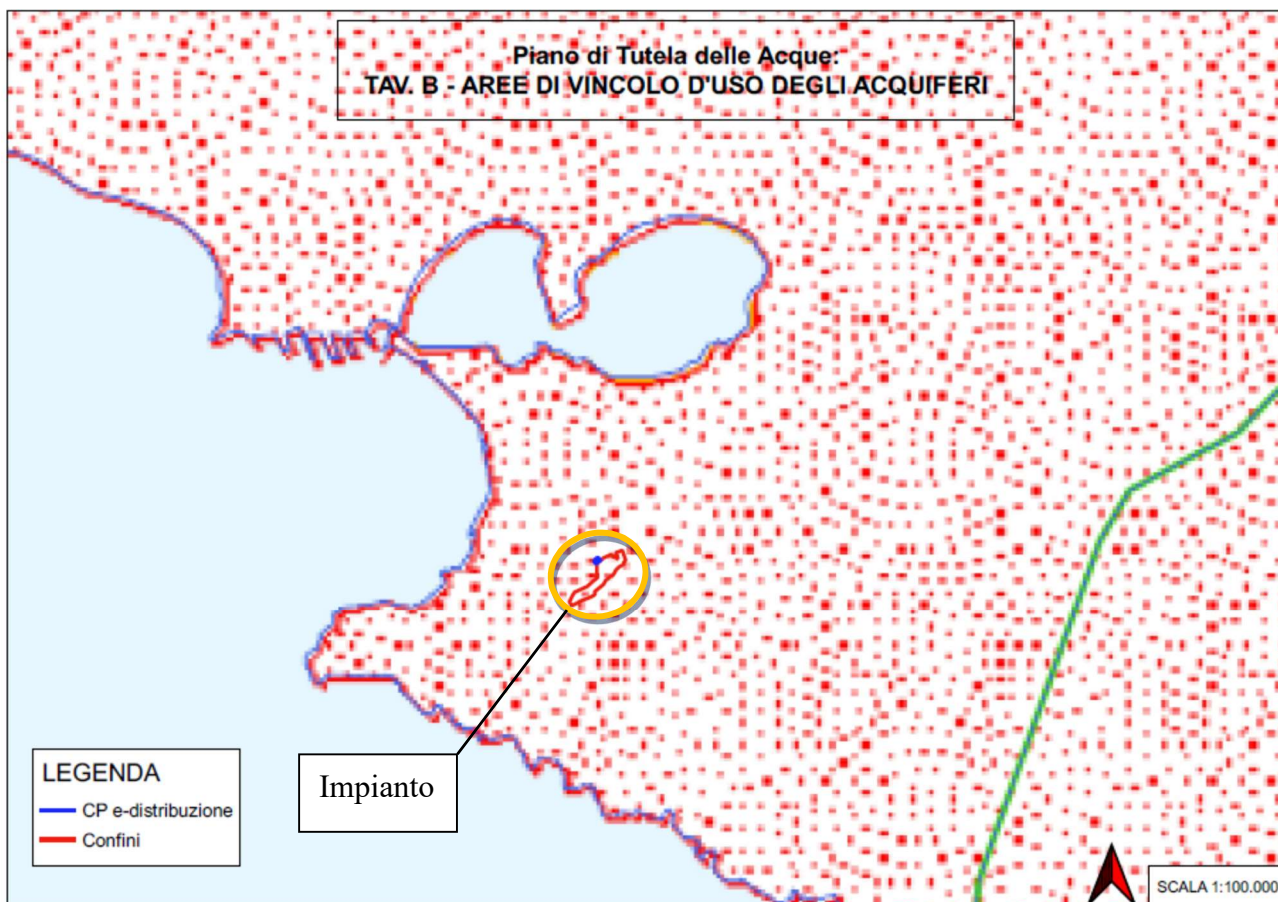 Piano di Tutela delle Acque:
TAV. B - AREE DI VINCOLO D'USO DEGLI ACQUIFERI
Impianto
LEGENDA
CP e-distribuzione
Confini
SCALA 1:100.000